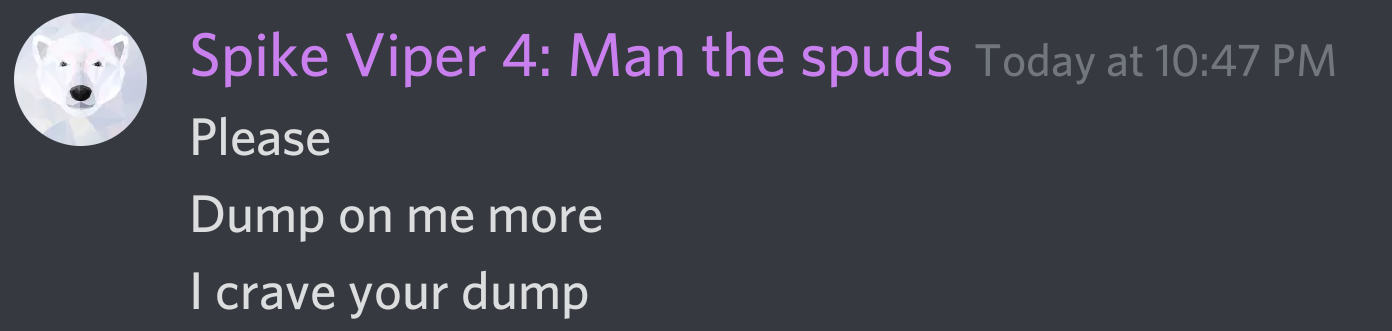 Spike Viper 4: Man the spuds Today at 10:47 PM
Please
Dump on me more
I crave your dump